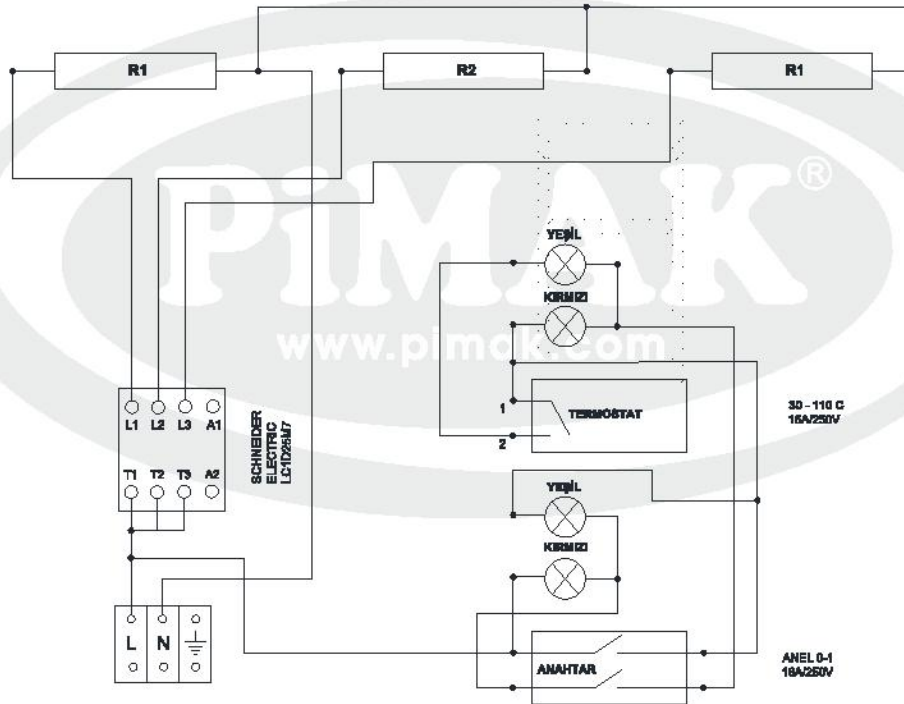 R1
R2
R1
PiMAK®
www.pimak.com
YEŞİL
KIRMIZI
L1 L2 L3 A1
1
TERMOSTAT
2
30 - 110 C
16A/250V
SCHNEIDER
ELECTRIC
LC1D25M7
T1 T2 T3 A2
YEŞİL
KIRMIZI
L N
ANAHTAR
ANEL 0-1
16A/250V